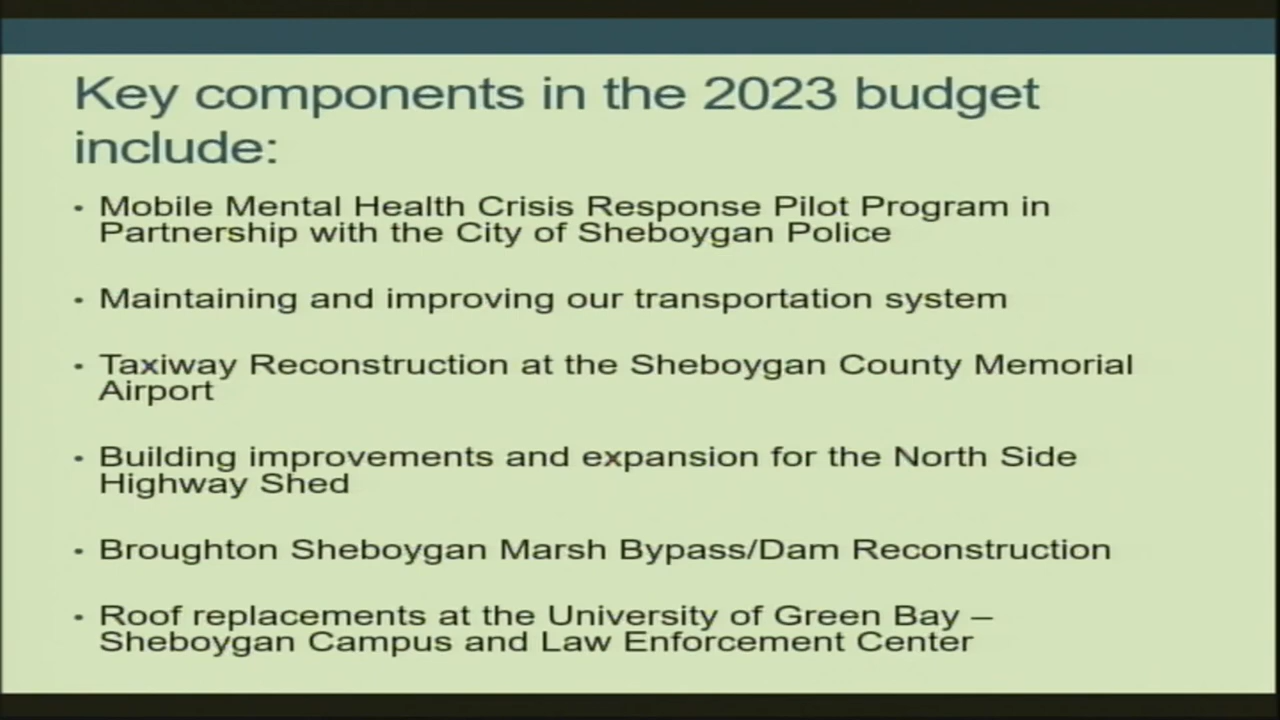 Key components in the 2023 budget
include:
• Mobile Mental Health Crisis Response Pilot Program in
Partnership with the City of Sheboygan Police
• Maintaining and improving our transportation system
• Taxiway Reconstruction at the Sheboygan County Memorial
Airport
• Building improvements and expansion for the North Side
Highway Shed
• Broughton Sheboygan Marsh Bypass/Dam Reconstruction
• Roof replacements at the University of Green Bay –
Sheboygan Campus and Law Enforcement Center